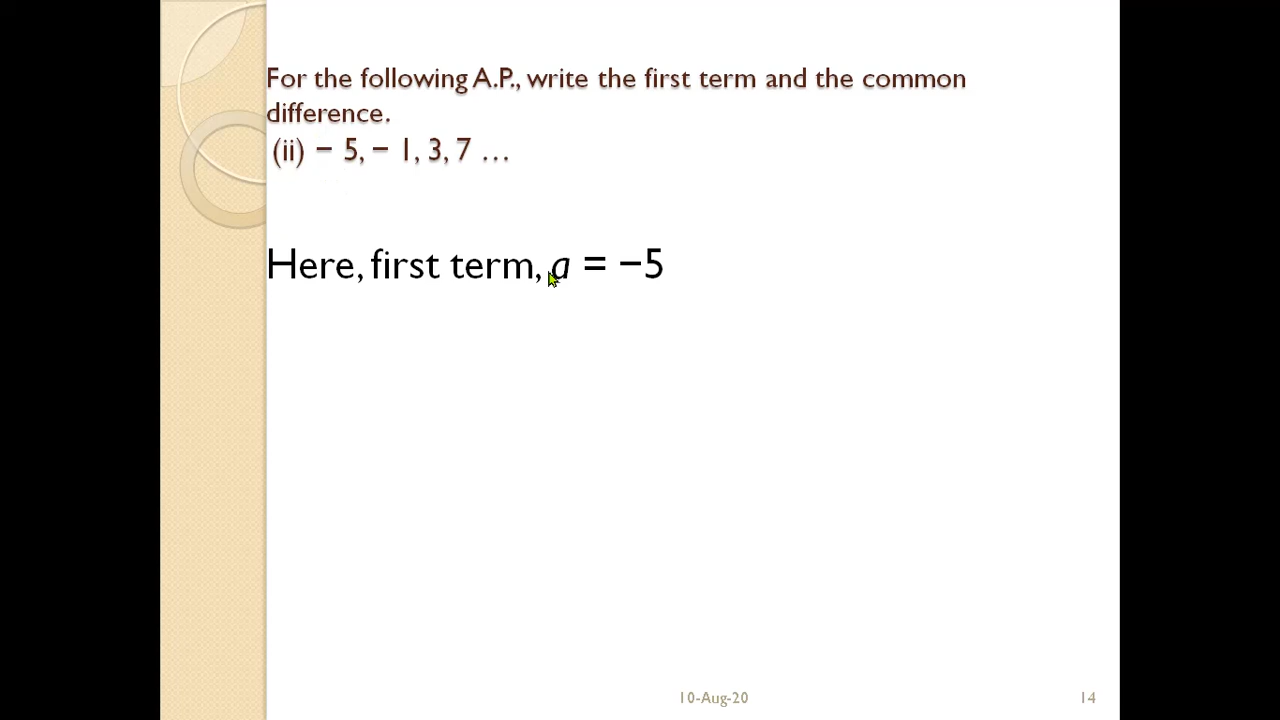 For the following A.P., write the first term and the common
difference.
(ii) − 5, − 1, 3, 7 …
Here, first term, a = −5
10-Aug-20
14